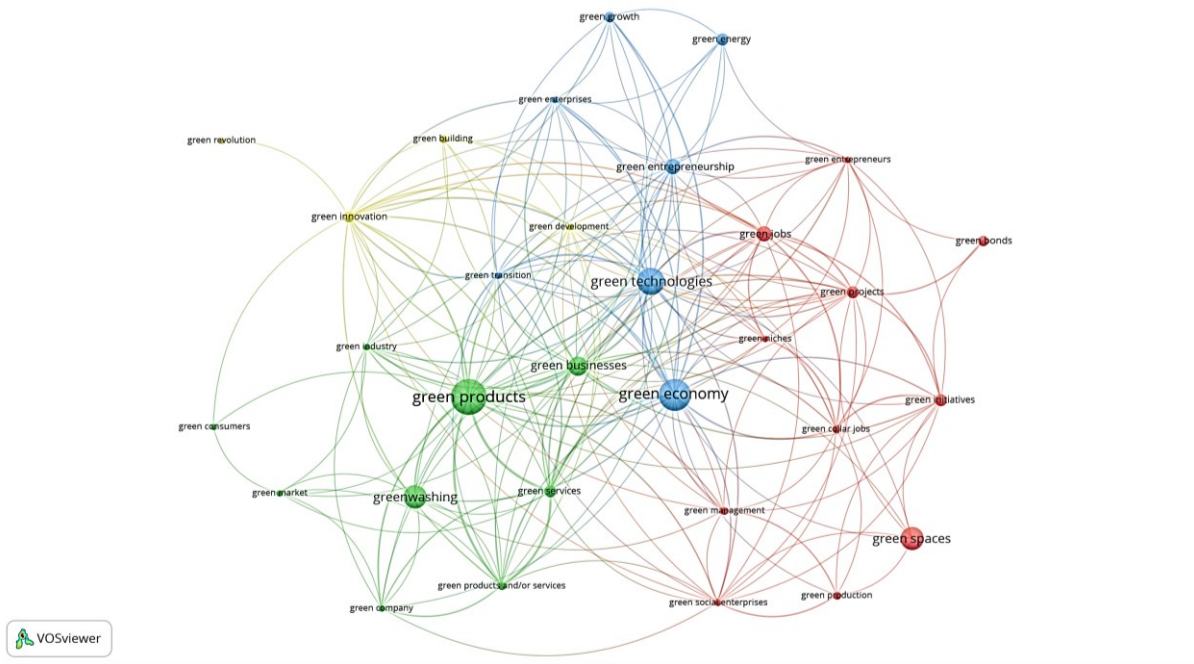 green growth
green energy
green enterprises
green revolution
green building
green entrepreneurs
green entrepreneurship
green innovation
green development
green jobs
green bonds
green transition
green technologies
green projects
green niches
green industry
green businesses
green products
green economy
green initiatives
green consumers
green collar jobs
green market
greenwashing
green services
green management
green spaces
green products and/or services
green production
green company
green social enterprises
VOSviewer